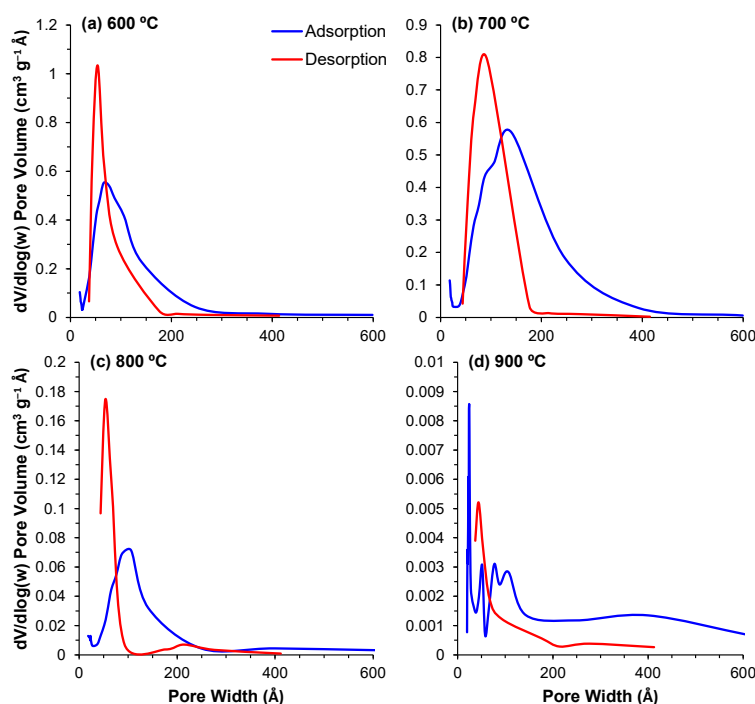 (a) 600 ºC
Adsorption
Desorption
dV/dlog(w) Pore Volume (cm³ g⁻¹ Å)
1.2
1
0.8
0.6
0.4
0.2
0
0 200 400 600
(b) 700 ºC
0.9
0.8
0.7
0.6
0.5
0.4
0.3
0.2
0.1
0
0 200 400 600
(c) 800 ºC
dV/dlog(w) Pore Volume (cm³ g⁻¹ Å)
0.2
0.18
0.16
0.14
0.12
0.1
0.08
0.06
0.04
0.02
0
0 200 400 600
Pore Width (Å)
(d) 900 ºC
0.01
0.009
0.008
0.007
0.006
0.005
0.004
0.003
0.002
0.001
0
0 200 400 600
Pore Width (Å)